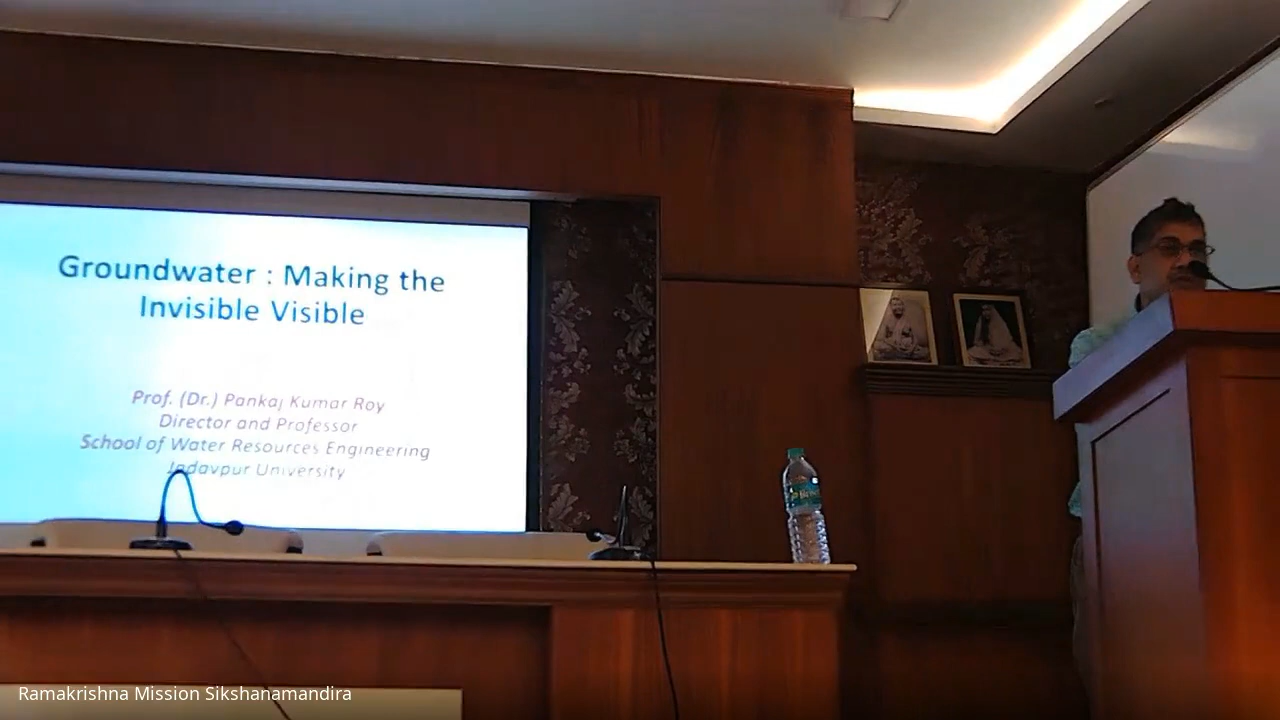 Groundwater : Making the
Invisible Visible
Prof. (Dr.) Pankaj Kumar Roy
Director and Professor
School of Water Resources Engineering
Jadavpur University
Ramakrishna Mission Sikshanamandira